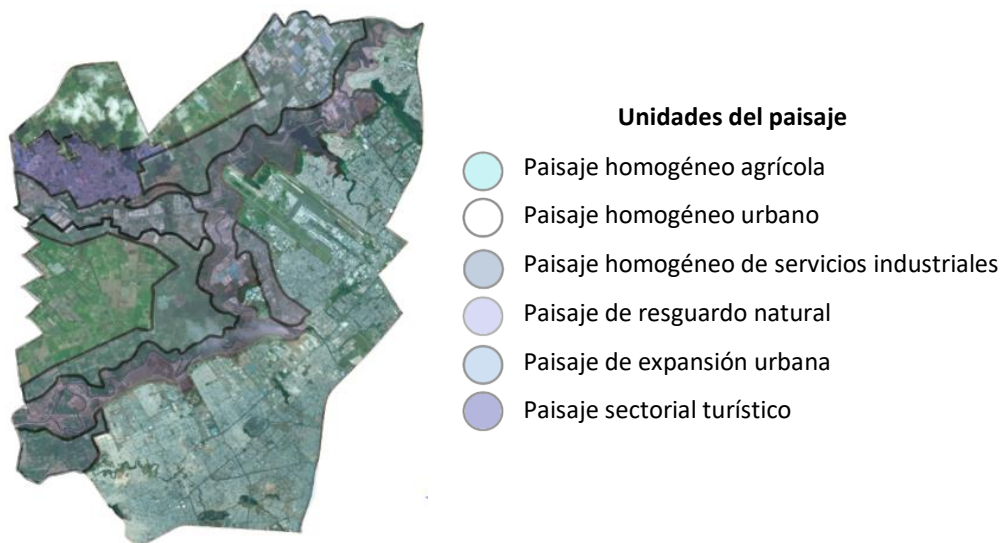 Unidades del paisaje
Paisaje homogéneo agrícola
Paisaje homogéneo urbano
Paisaje homogéneo de servicios industriales
Paisaje de resguardo natural
Paisaje de expansión urbana
Paisaje sectorial turístico